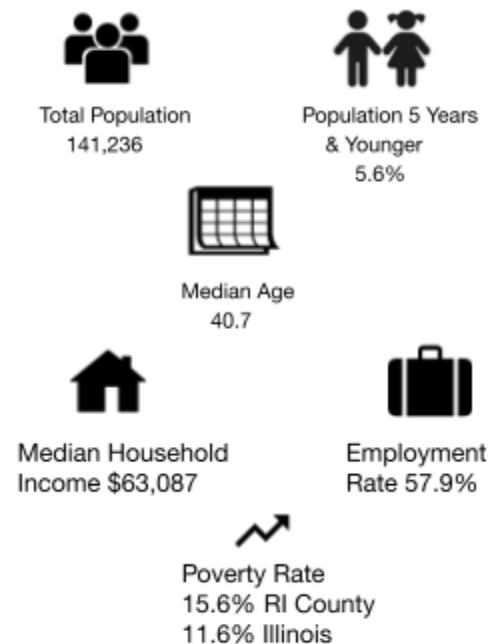 Total Population
141,236
Population 5 Years
& Younger
5.6%
Median Age
40.7
Median Household
Income $63,087
Employment
Rate 57.9%
Poverty Rate
15.6% RI County
11.6% Illinois